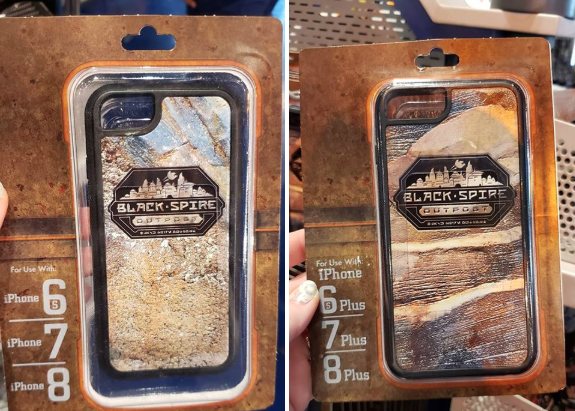 BLACK·SPIRE
OUTPOST
For Use With:
iPhone 6 S
iPhone 7
iPhone 8
BLACK·SPIRE
OUTPOST
For Use With:
IPhone
6 S Plus
7 Plus
8 Plus